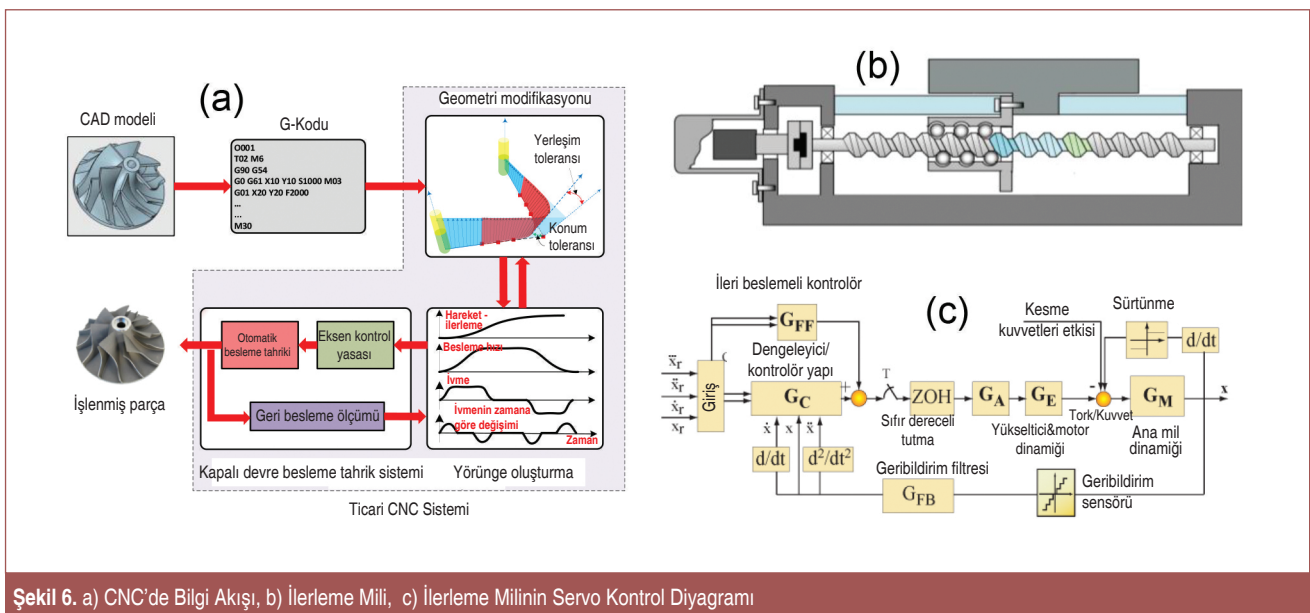 (a)
CAD modeli
G-Kodu
O001
T02 M6
G90 G54
G0 G61 X10 Y10 S1000 M03
G01 X20 Y20 F2000
...
...
M30
Geometri modifikasyonu
Yerleşim
toleransı
Konum
toleransı
İşlenmiş parça
Otomatik
besleme tahriki
Eksen kontrol
yasası
Geri besleme ölçümü
Kapalı devre besleme tahrik sistemi
Hareket -
ilerleme
Besleme hızı
İvme
İvmenin zamana
göre değişimi
Zaman
Yörünge oluşturma
Ticari CNC Sistemi
(b)
(c)
İleri beslemeli kontrolör
G_FF
Dengeleyici/
kontrolör yapı
ẍr
ẍr
ẋr
xr
Giriş
G_C
+
T
ZOH
Sıfır dereceli
tutma
G_A
G_E
Yükseltici&motor
dinamiği
Kesme
kuvvetleri etkisi
Sürtünme
d/dt
-
Tork/Kuvvet
G_M
x
Ana mil
dinamiği
ẋ
x
ẍ
d/dt
d²/dt²
Geribildirim filtresi
G_FB
Geribildirim
sensörü
Şekil 6. a) CNC'de Bilgi Akışı, b) İlerleme Mili, c) İlerleme Milinin Servo Kontrol Diyagramı